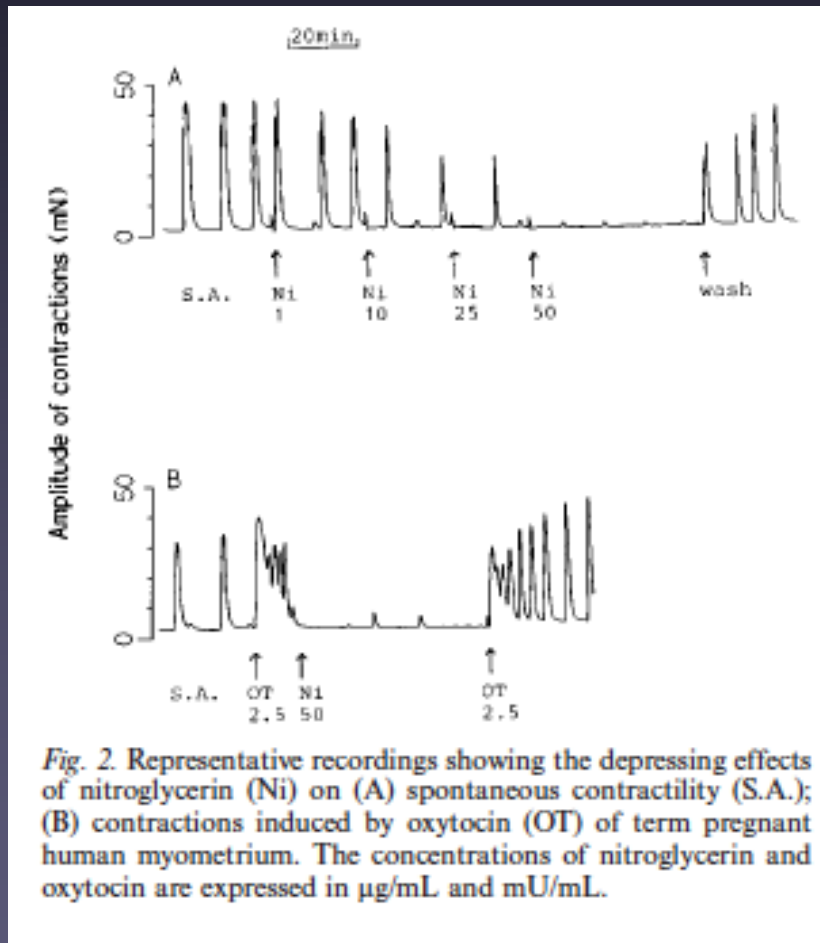 20min.
A
50
0
Amplitude of contractions (mN)
S.A. Ni Ni Ni Ni wash
1 10 25 50
B
50
0
S.A. OT Ni OT
2.5 50 2.5
Fig. 2. Representative recordings showing the depressing effects
of nitroglycerin (Ni) on (A) spontaneous contractility (S.A.);
(B) contractions induced by oxytocin (OT) of term pregnant
human myometrium. The concentrations of nitroglycerin and
oxytocin are expressed in µg/mL and mU/mL.